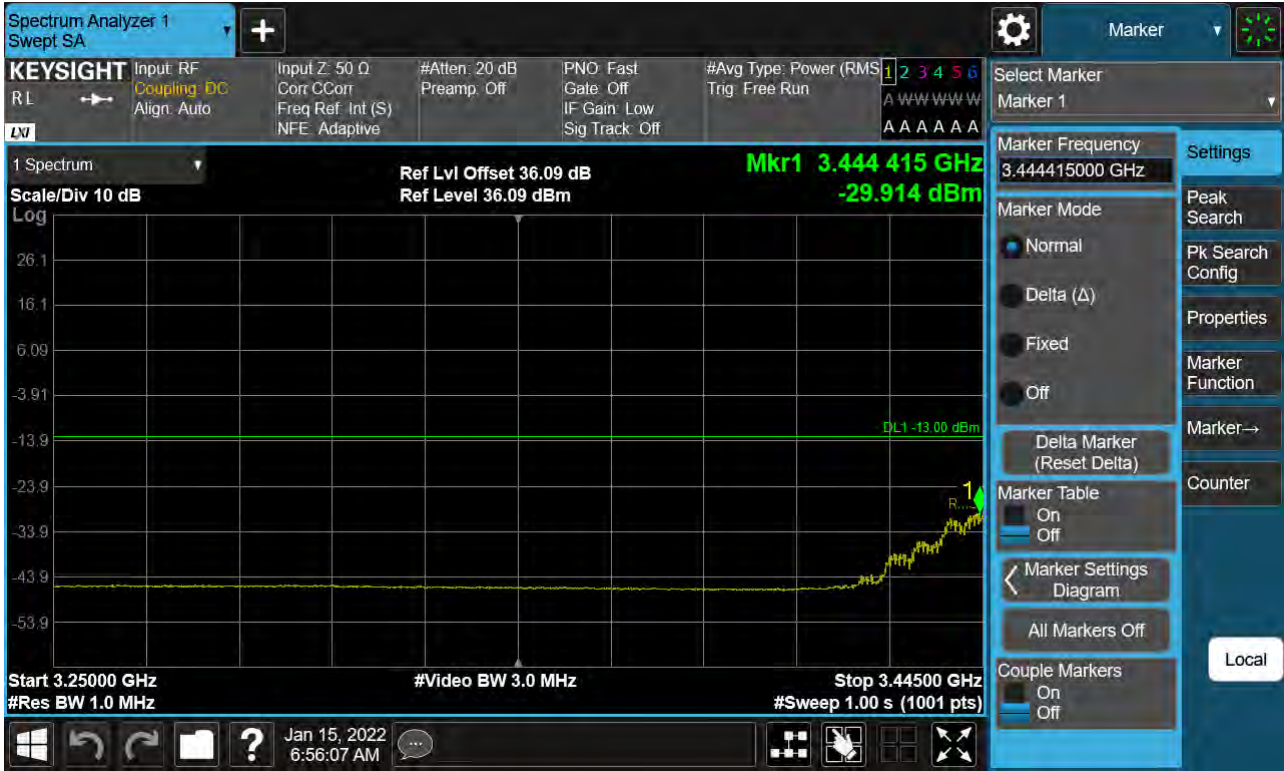 Spectrum Analyzer 1
Swept SA
+
Marker
KEYSIGHT
RL
LXI
Input: RF
Coupling: DC
Align: Auto
Input Z: 50 Ω
Corr CCorr
Freq Ref: Int (S)
NFE: Adaptive
#Atten: 20 dB
Preamp: Off
PNO: Fast
Gate: Off
IF Gain: Low
Sig Track: Off
#Avg Type: Power (RMS
Trig: Free Run
1 2 3 4 5 6
A W W W W W
A A A A A A
Select Marker
Marker 1
1 Spectrum
Scale/Div 10 dB
Log
Ref Lvl Offset 36.09 dB
Ref Level 36.09 dBm
Mkr1 3.444 415 GHz
-29.914 dBm
26.1
16.1
6.09
-3.91
-13.9
-23.9
-33.9
-43.9
-53.9
DL1 -13.00 dBm
1
R...
Start 3.25000 GHz
#Res BW 1.0 MHz
#Video BW 3.0 MHz
Stop 3.44500 GHz
#Sweep 1.00 s (1001 pts)
Marker Frequency
3.444415000 GHz
Marker Mode
Normal
Delta (Δ)
Fixed
Off
Delta Marker
(Reset Delta)
Marker Table
On
Off
Marker Settings
Diagram
All Markers Off
Couple Markers
On
Off
Settings
Peak
Search
Pk Search
Config
Properties
Marker
Function
Marker→
Counter
Local
?
Jan 15, 2022
6:56:07 AM